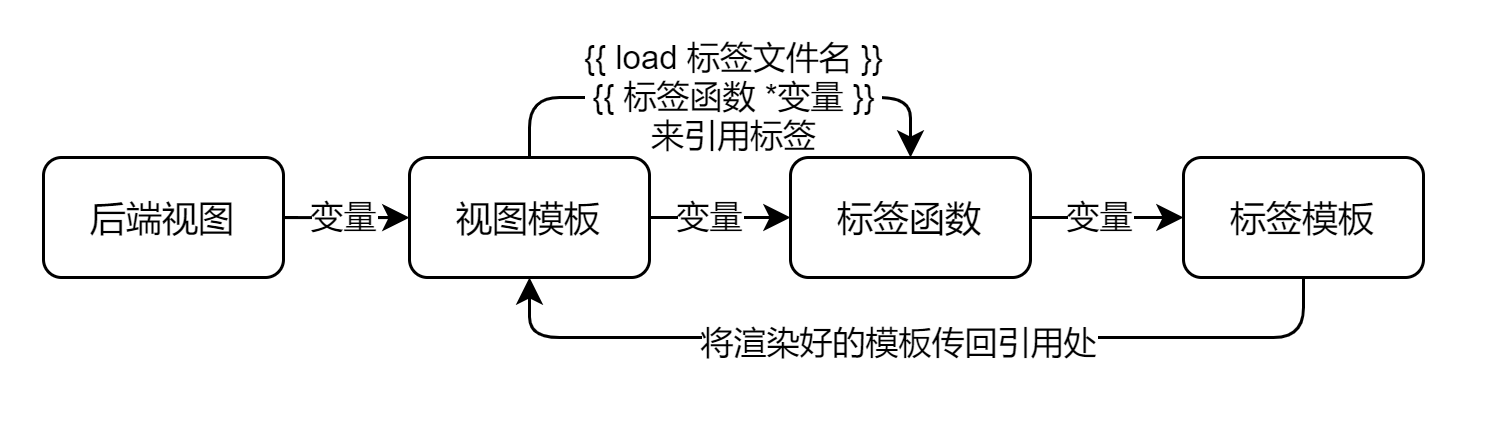 {{ load 标签文件名 }}
{{ 标签函数 *变量 }}
来引用标签
后端视图
变量
视图模板
变量
标签函数
变量
标签模板
将渲染好的模板传回引用处